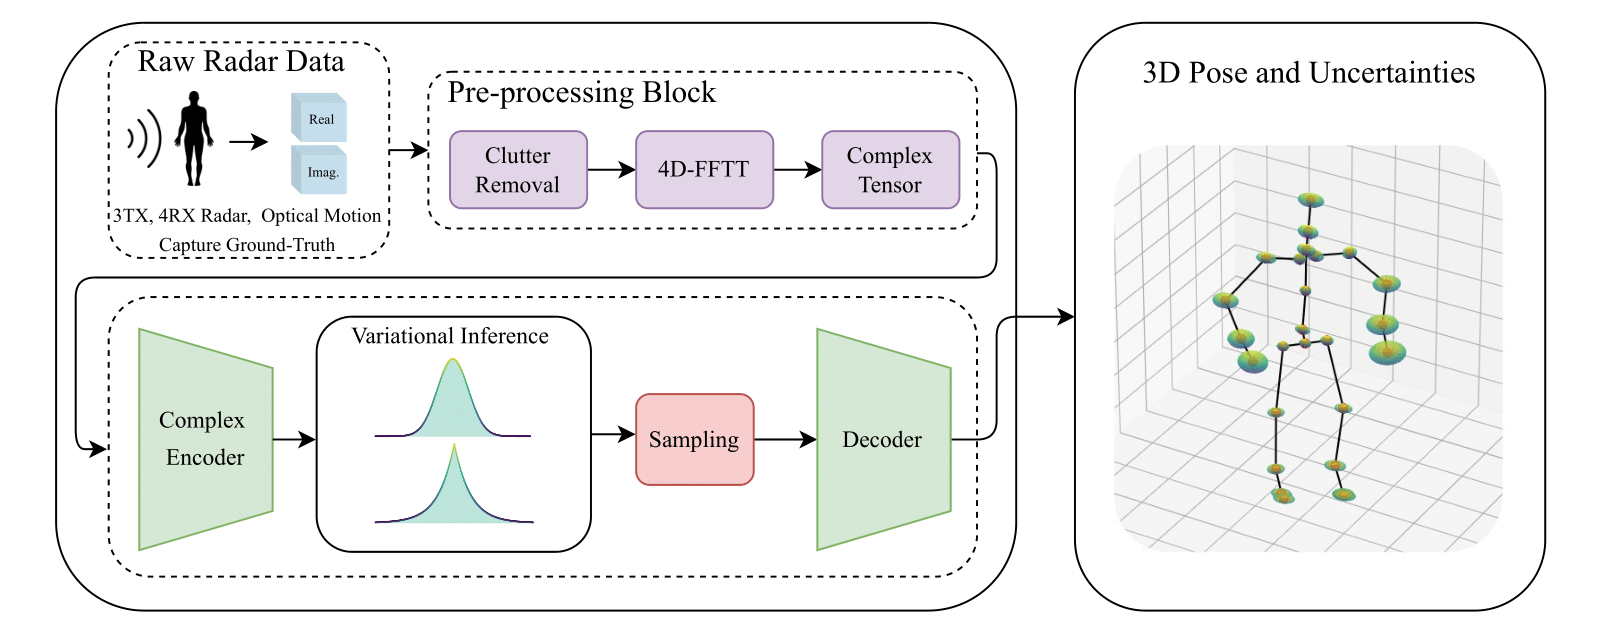 Raw Radar Data
Real
Imag.
3TX, 4RX Radar, Optical Motion
Capture Ground-Truth
Pre-processing Block
Clutter
Removal
4D-FFTT
Complex
Tensor
Complex
Encoder
Variational Inference
Sampling
Decoder
3D Pose and Uncertainties